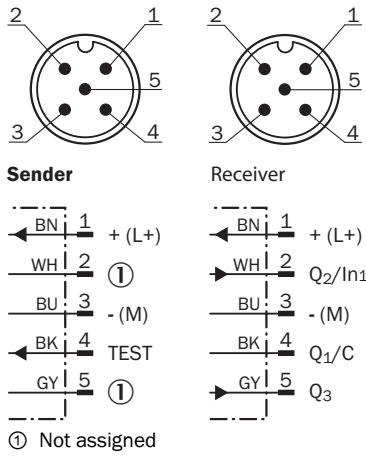 2 1 2 1
5 5
3 4 3 4
Sender Receiver
BN 1 + (L+) BN 1 + (L+)
WH 2 ① WH 2 Q₂/In₁
BU 3 - (M) BU 3 - (M)
BK 4 TEST BK 4 Q₁/C
GY 5 ① GY 5 Q₃
① Not assigned